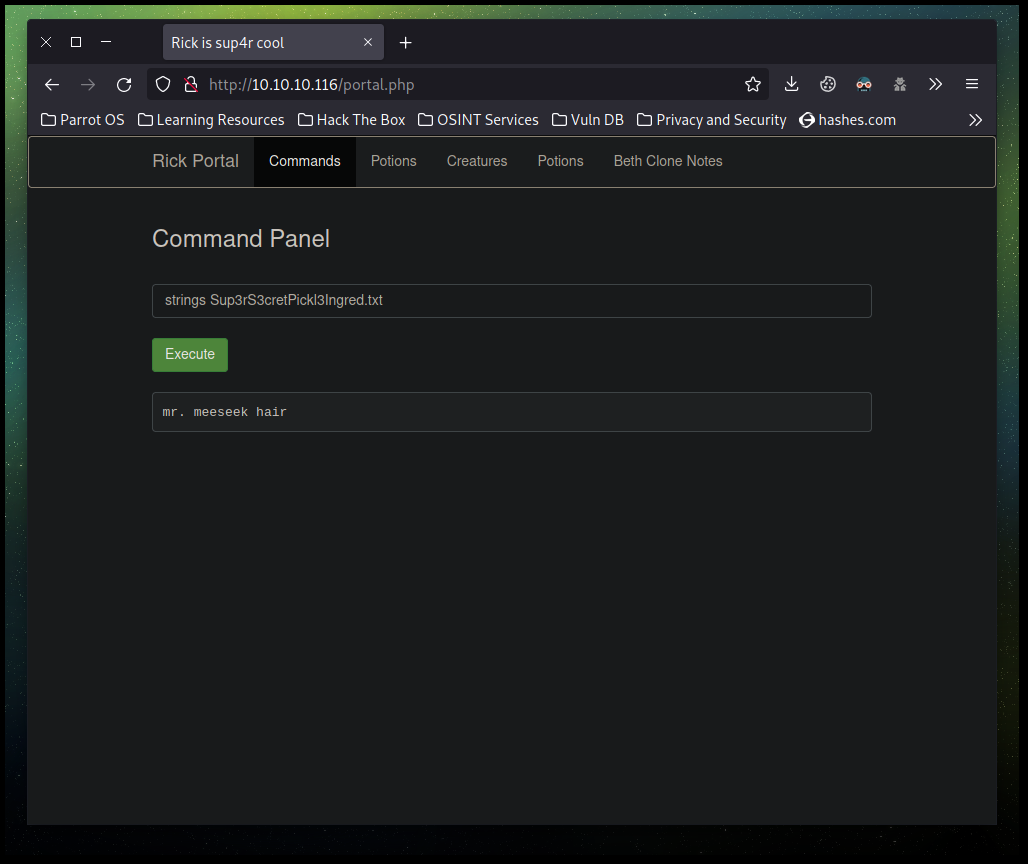 Rick is sup4r cool
http://10.10.10.116/portal.php
Parrot OS Learning Resources Hack The Box OSINT Services Vuln DB Privacy and Security hashes.com
Rick Portal Commands Potions Creatures Potions Beth Clone Notes
Command Panel
strings Sup3rS3cretPickl3Ingred.txt
Execute
mr. meeseek hair